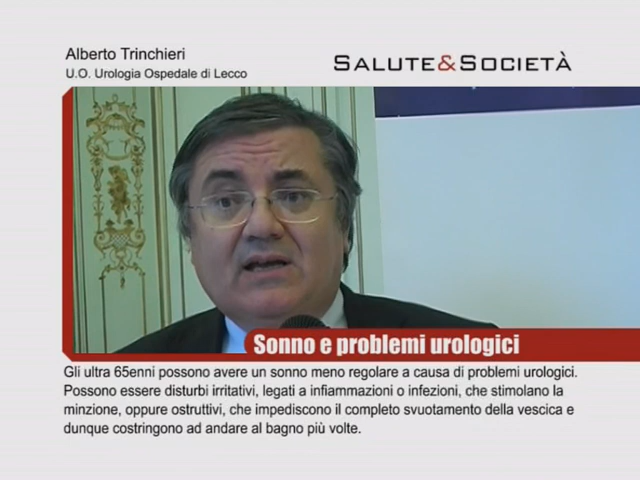 Alberto Trinchieri
U.O. Urologia Ospedale di Lecco
SALUTE&SOCIETÀ
Sonno e problemi urologici
Gli ultra 65enni possono avere un sonno meno regolare a causa di problemi urologici.
Possono essere disturbi irritativi, legati a infiammazioni o infezioni, che stimolano la
minzione, oppure ostruttivi, che impediscono il completo svuotamento della vescica e
dunque costringono ad andare al bagno più volte.